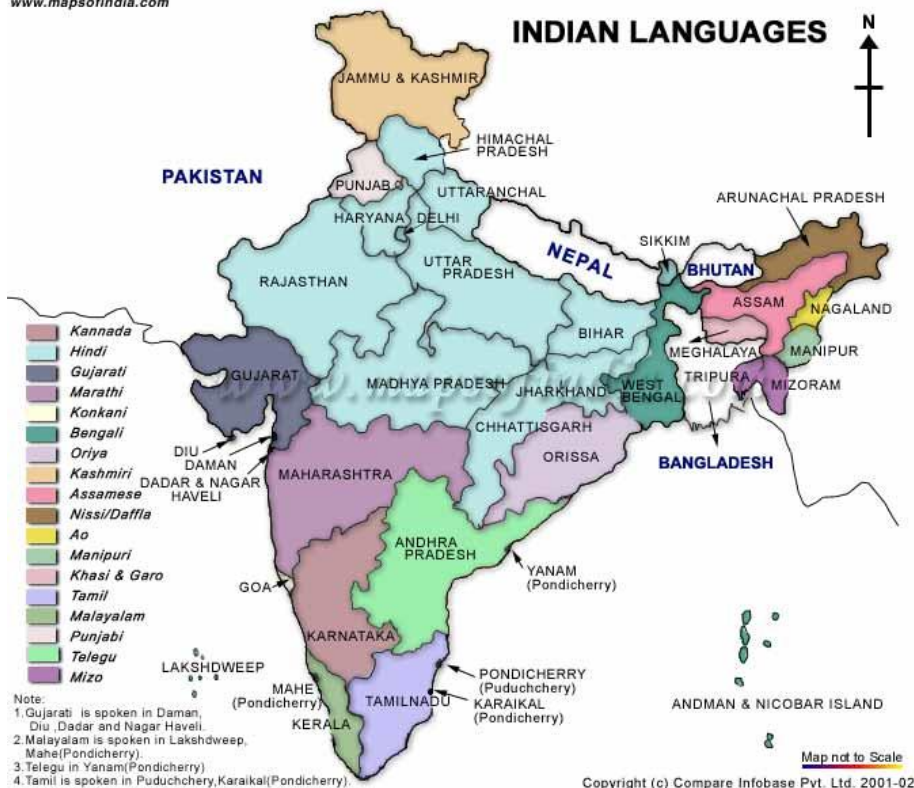 www.mapsofindia.com
INDIAN LANGUAGES
N
JAMMU & KASHMIR
HIMACHAL
PRADESH
PAKISTAN
PUNJAB
UTTARANCHAL
HARYANA
DELHI
ARUNACHAL PRADESH
SIKKIM
NEPAL
BHUTAN
RAJASTHAN
UTTAR
PRADESH
ASSAM
NAGALAND
BIHAR
MEGHALAYA
MANIPUR
GUJARAT
MADHYA PRADESH
JHARKHAND
WEST
BENGAL
TRIPURA
MIZORAM
CHHATTISGARH
DIU
DAMAN
DADAR & NAGAR
HAVELI
MAHARASHTRA
ORISSA
BANGLADESH
ANDHRA
PRADESH
YANAM
(Pondicherry)
GOA
KARNATAKA
LAKSHDWEEP
MAHE
(Pondicherry)
KERALA
TAMILNADU
PONDICHERRY
(Puduchchery)
KARAIKAL
(Pondicherry)
ANDMAN & NICOBAR ISLAND
Kannada
Hindi
Gujarati
Marathi
Konkani
Bengali
Oriya
Kashmiri
Assamese
Nissi/Daffla
Ao
Manipuri
Khasi & Garo
Tamil
Malayalam
Punjabi
Telegu
Mizo
Note:
1.Gujarati is spoken in Daman,
Diu ,Dadar and Nagar Haveli.
2.Malayalam is spoken in Lakshdweep,
Mahe(Pondicherry).
3.Telegu in Yanam(Pondicherry)
4.Tamil is spoken in Puduchchery,Karaikal(Pondicherry).
Map not to Scale
Copyright (c) Compare Infobase Pvt. Ltd. 2001-02